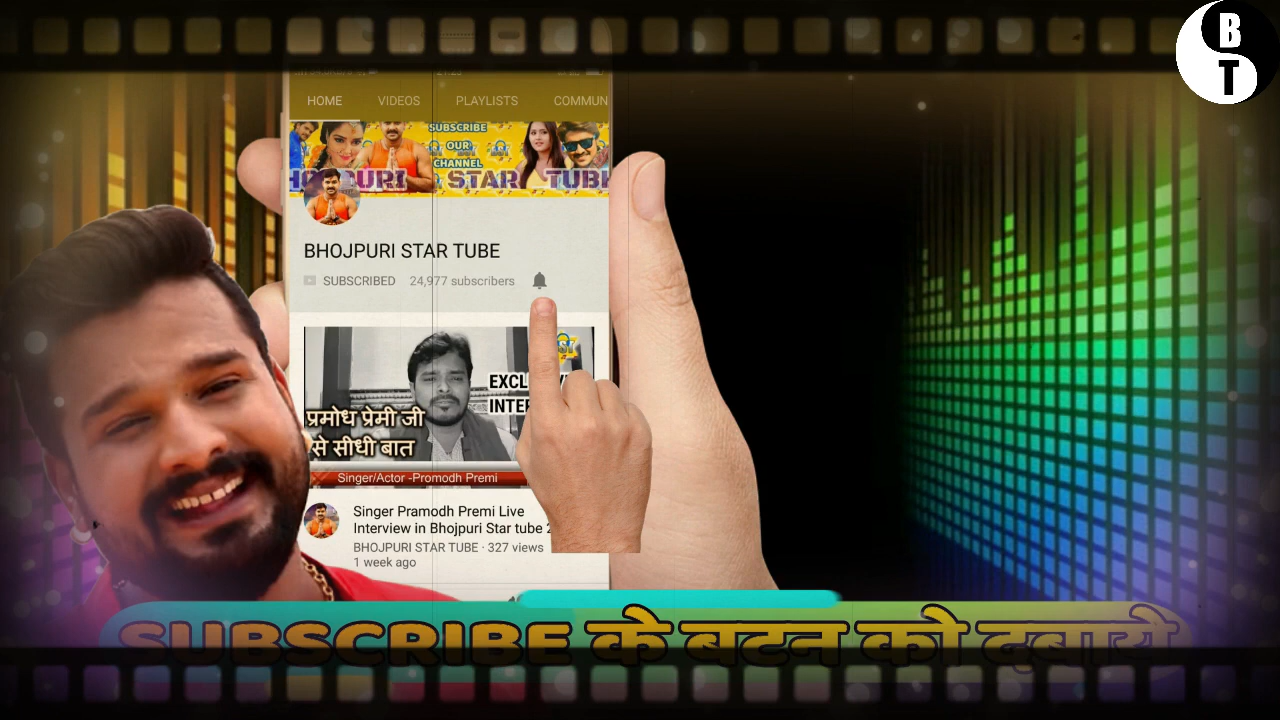 B
T
HOME VIDEOS PLAYLISTS COMMUN
SUBSCRIBE
OUR
CHANNEL
STAR TUB
BHOJPURI STAR TUBE
SUBSCRIBED 24,977 subscribers
EXCL
INTER
प्रमोध प्रेमी जी
से सीधी बात
Singer/Actor -Promodh Premi
Singer Pramodh Premi Live
Interview in Bhojpuri Star tube
BHOJPURI STAR TUBE · 327 views
1 week ago
SUBSCRIBE के बटन को दबाये